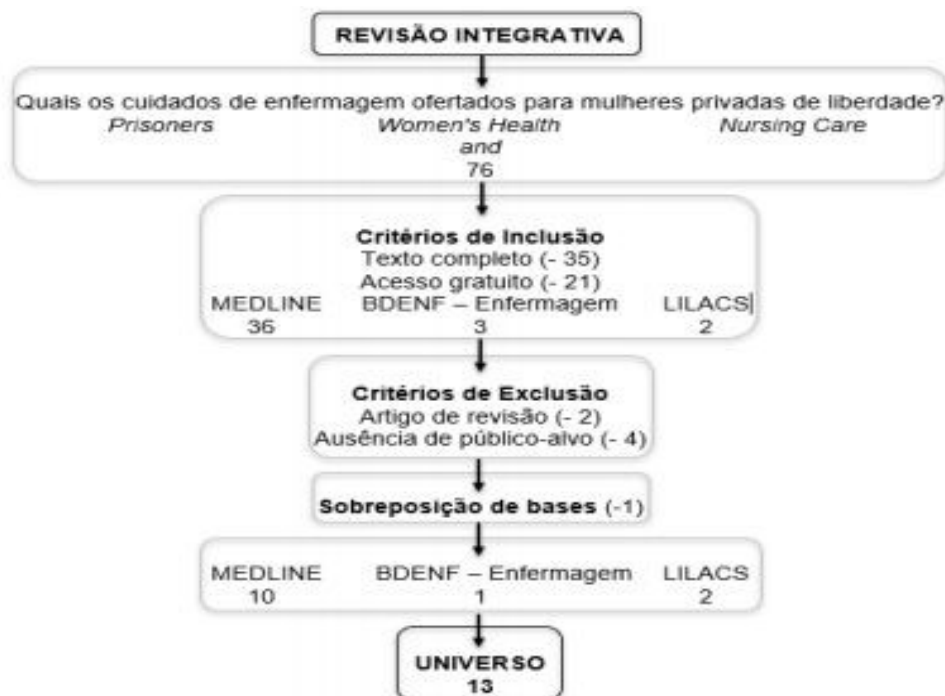 REVISÃO INTEGRATIVA
Quais os cuidados de enfermagem ofertados para mulheres privadas de liberdade?
Prisoners Women's Health Nursing Care
and
76
Critérios de Inclusão
Texto completo (- 35)
Acesso gratuito (- 21)
MEDLINE BDENF – Enfermagem LILACS
36 3 2
Critérios de Exclusão
Artigo de revisão (- 2)
Ausência de público-alvo (- 4)
Sobreposição de bases (-1)
MEDLINE BDENF – Enfermagem LILACS
10 1 2
UNIVERSO
13